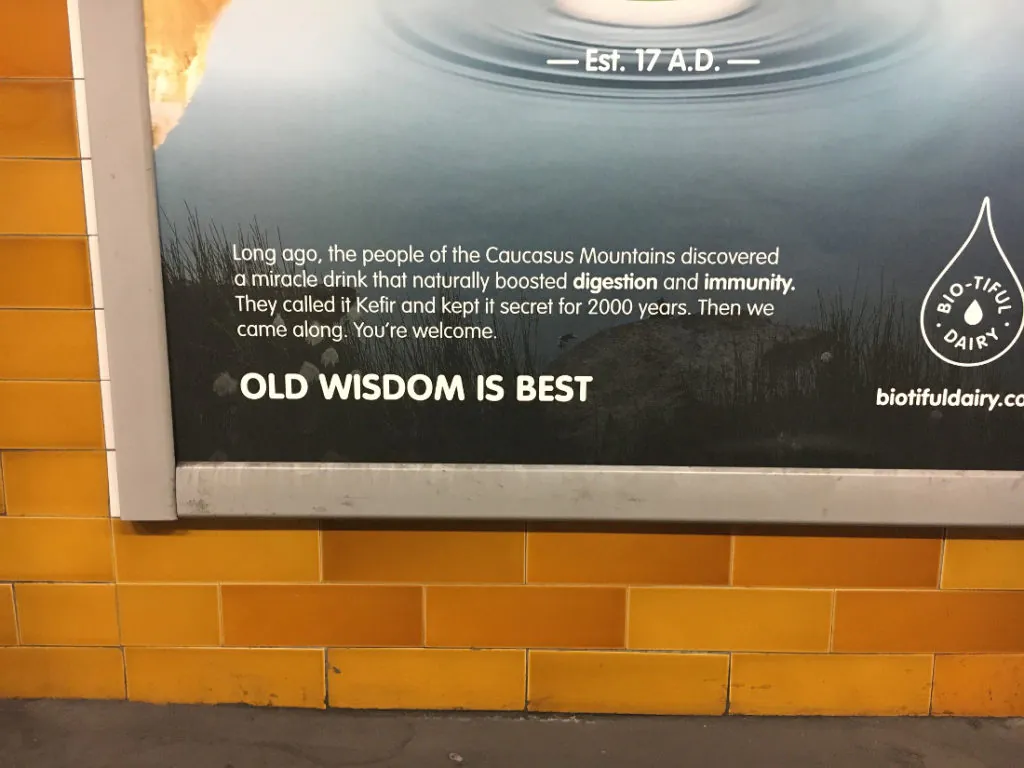 — Est. 17 A.D. —
Long ago, the people of the Caucasus Mountains discovered
a miracle drink that naturally boosted digestion and immunity.
They called it Kefir and kept it secret for 2000 years. Then we
came along. You're welcome.
OLD WISDOM IS BEST
BIO-TIFUL
· DAIRY ·
biotifuldairy.co